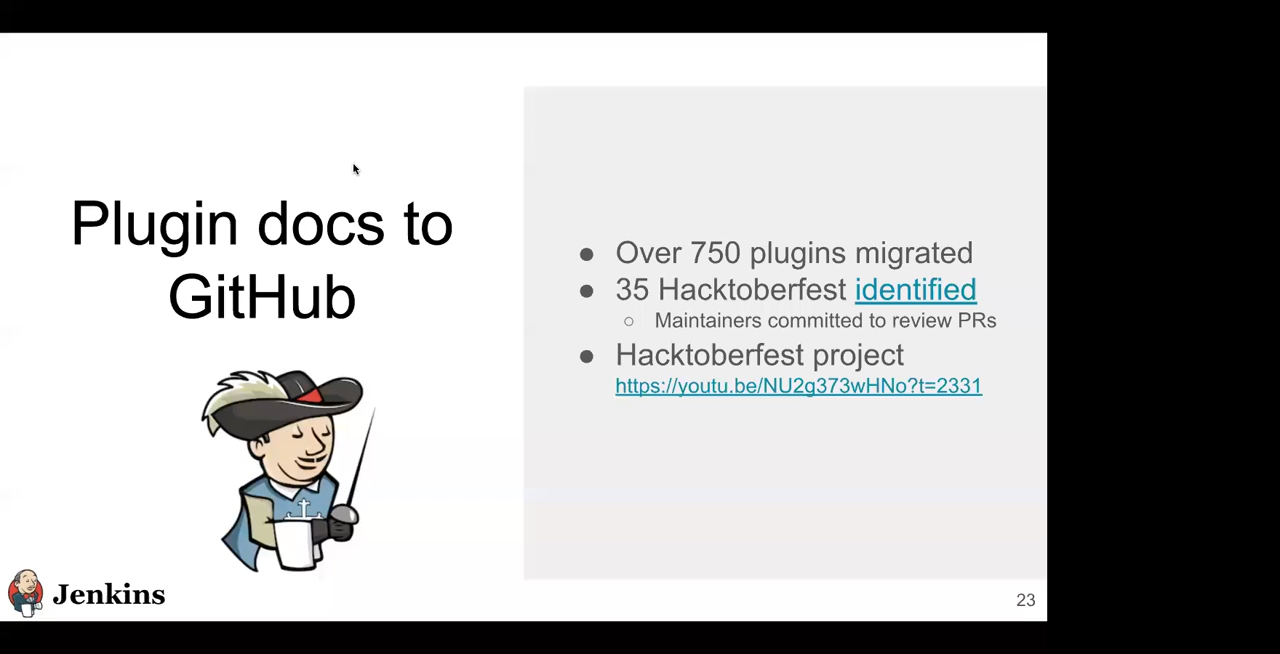 Plugin docs to
GitHub
● Over 750 plugins migrated
● 35 Hacktoberfest identified
○ Maintainers committed to review PRs
● Hacktoberfest project
https://youtu.be/NU2g373wHNo?t=2331
Jenkins
23